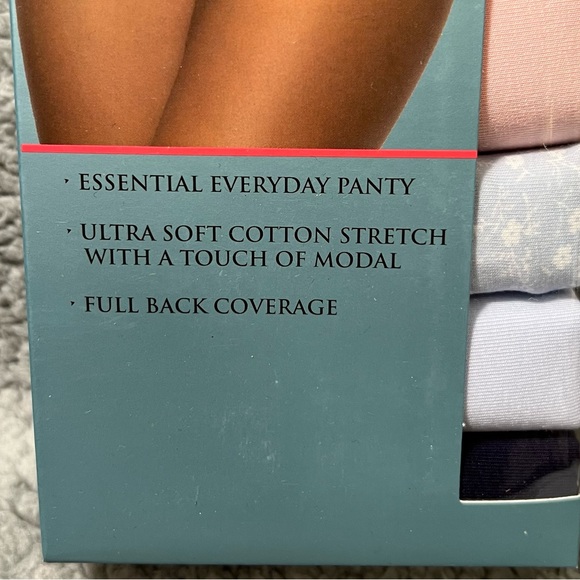 · ESSENTIAL EVERYDAY PANTY
· ULTRA SOFT COTTON STRETCH
WITH A TOUCH OF MODAL
· FULL BACK COVERAGE